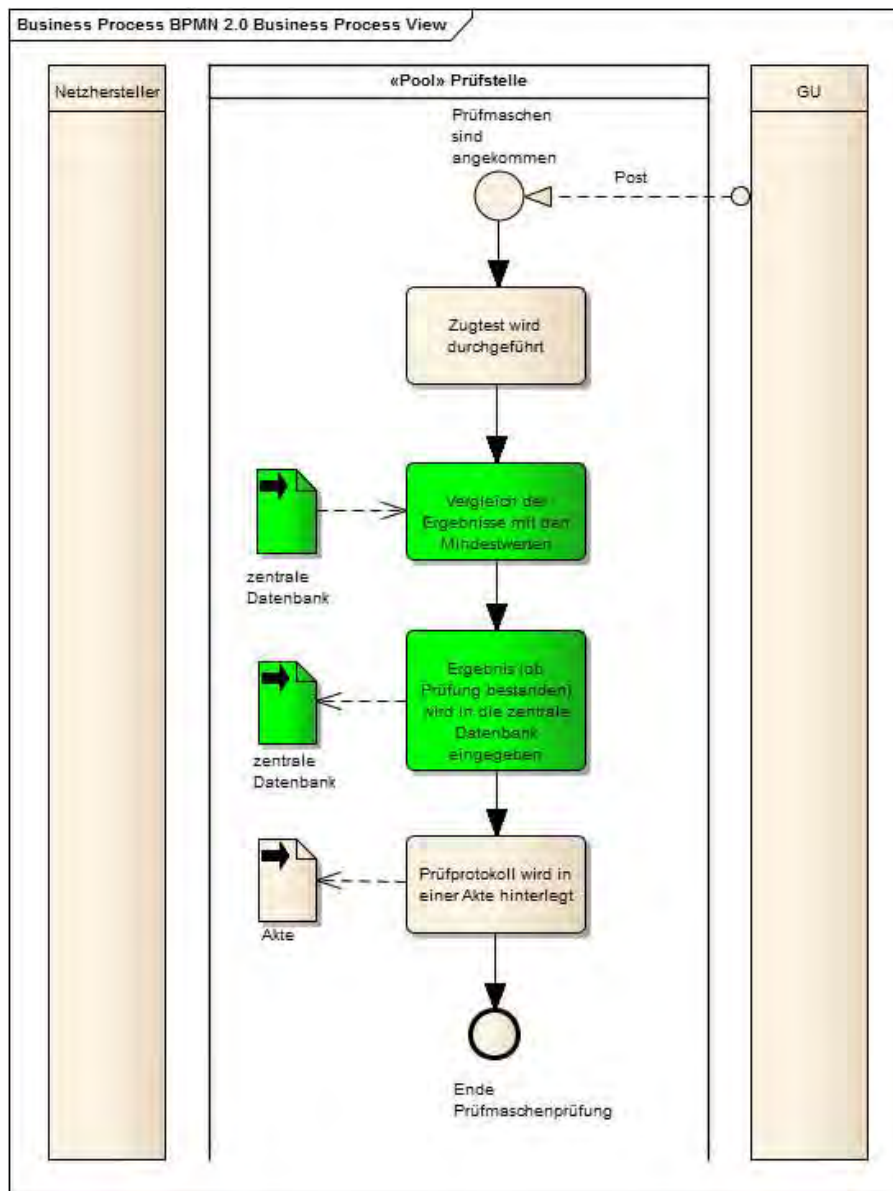 Business Process BPMN 2.0 Business Process View
Netzhersteller
«Pool» Prüfstelle
GU
Prüfmaschen
sind
angekommen
Post
Zugtest wird
durchgeführt
Vergleich der
Ergebnisse mit den
Mindestwerten
zentrale
Datenbank
Ergebnis (ob
Prüfung bestanden)
wird in die zentrale
Datenbank
eingegeben
zentrale
Datenbank
Prüfprotokoll wird in
einer Akte hinterlegt
Akte
Ende
Prüfmaschenprüfung